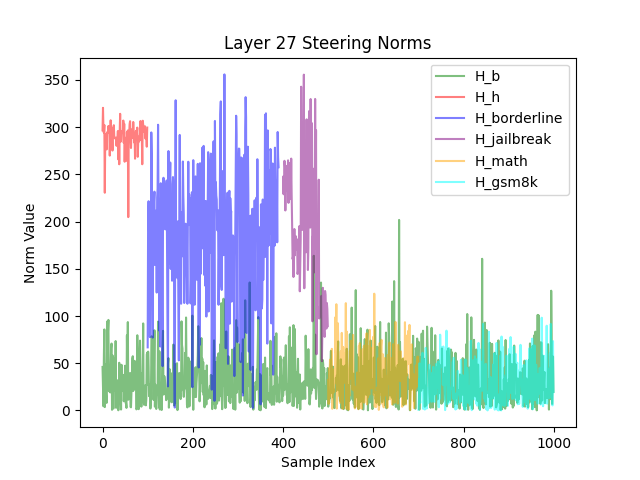 Layer 27 Steering Norms
350
300
250
200
150
100
50
0
Norm Value
0
200
400
600
800
1000
Sample Index
H_b
H_h
H_borderline
H_jailbreak
H_math
H_gsm8k